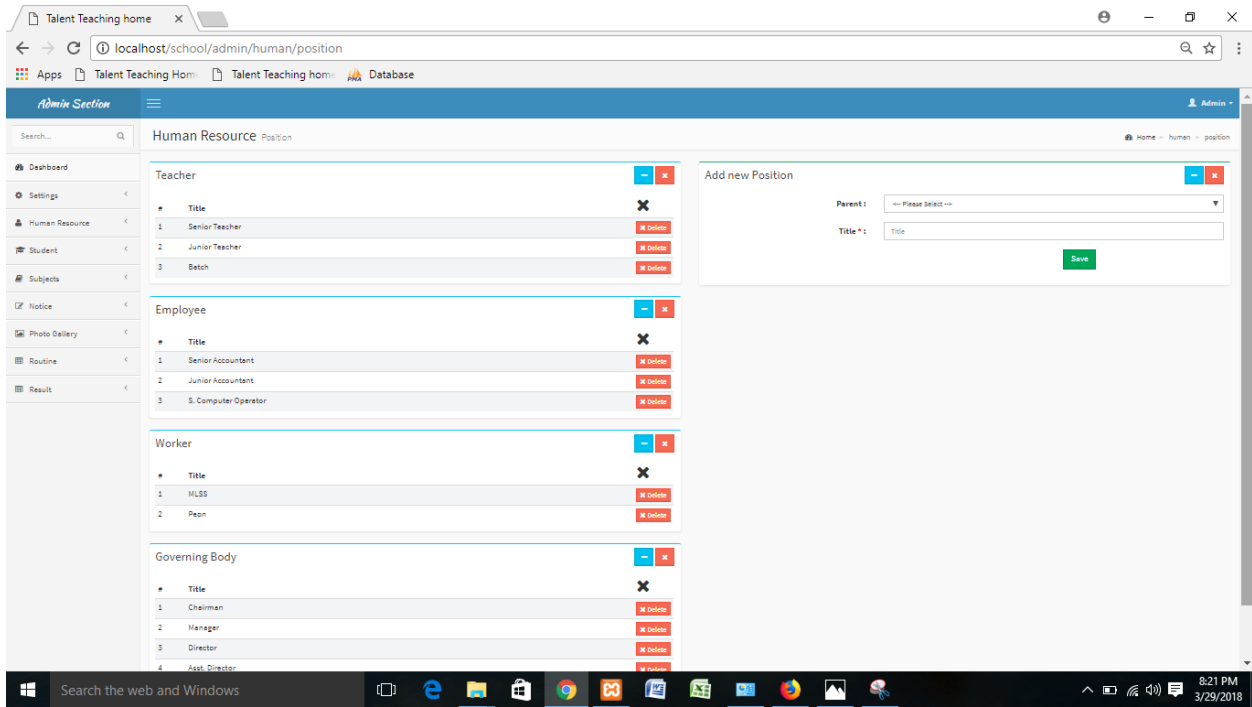 Talent Teaching home
localhost/school/admin/human/position
Apps Talent Teaching Home Talent Teaching home Database
Admin Section Admin
Search...
Human Resource Position
Home > human > position
Dashboard
Settings
Human Resource
Student
Subjects
Notice
Photo Gallery
Routine
Result
Teacher
# Title
1 Senior Teacher Delete
2 Junior Teacher Delete
3 Batch Delete
Employee
# Title
1 Senior Accountant Delete
2 Junior Accountant Delete
3 S. Computer Operator Delete
Worker
# Title
1 MLSS Delete
2 Peon Delete
Governing Body
# Title
1 Chairman Delete
2 Manager Delete
3 Director Delete
4 Asst. Director Delete
Add new Position
Parent : <-- Please Select -->
Title * : Title
Save
Search the web and Windows
8:21 PM
3/29/2018